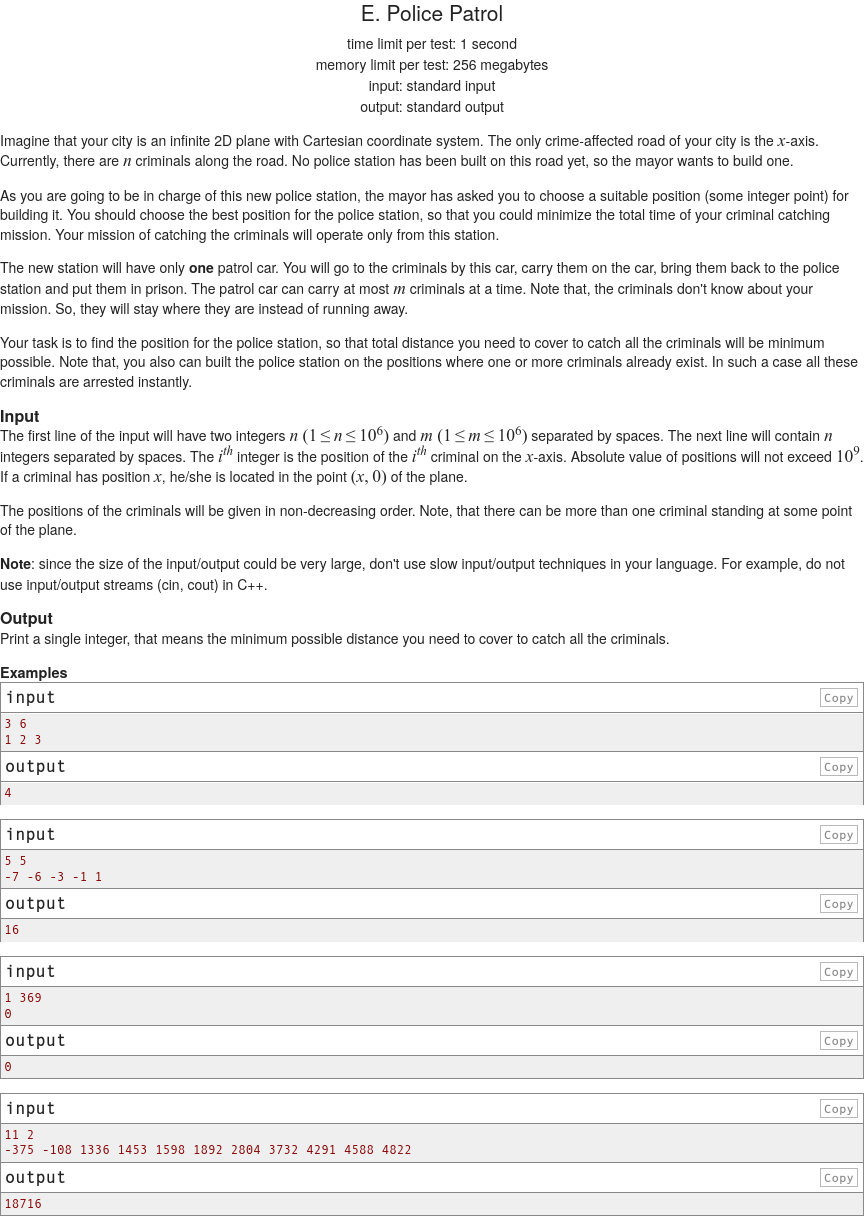 E. Police Patrol
time limit per test: 1 second
memory limit per test: 256 megabytes
input: standard input
output: standard output
Imagine that your city is an infinite 2D plane with Cartesian coordinate system. The only crime-affected road of your city is the x-axis.
Currently, there are n criminals along the road. No police station has been built on this road yet, so the mayor wants to build one.
As you are going to be in charge of this new police station, the mayor has asked you to choose a suitable position (some integer point) for
building it. You should choose the best position for the police station, so that you could minimize the total time of your criminal catching
mission. Your mission of catching the criminals will operate only from this station.
The new station will have only one patrol car. You will go to the criminals by this car, carry them on the car, bring them back to the police
station and put them in prison. The patrol car can carry at most m criminals at a time. Note that, the criminals don't know about your
mission. So, they will stay where they are instead of running away.
Your task is to find the position for the police station, so that total distance you need to cover to catch all the criminals will be minimum
possible. Note that, you also can built the police station on the positions where one or more criminals already exist. In such a case all these
criminals are arrested instantly.
Input
The first line of the input will have two integers n (1 ≤ n ≤ 10^6) and m (1 ≤ m ≤ 10^6) separated by spaces. The next line will contain n
integers separated by spaces. The i^th integer is the position of the i^th criminal on the x-axis. Absolute value of positions will not exceed 10^9.
If a criminal has position x, he/she is located in the point (x, 0) of the plane.
The positions of the criminals will be given in non-decreasing order. Note, that there can be more than one criminal standing at some point
of the plane.
Note: since the size of the input/output could be very large, don't use slow input/output techniques in your language. For example, do not
use input/output streams (cin, cout) in C++.
Output
Print a single integer, that means the minimum possible distance you need to cover to catch all the criminals.
Examples
input Copy
3 6
1 2 3
output Copy
4
input Copy
5 5
-7 -6 -3 -1 1
output Copy
16
input Copy
1 369
0
output Copy
0
input Copy
11 2
-375 -108 1336 1453 1598 1892 2804 3732 4291 4588 4822
output Copy
18716